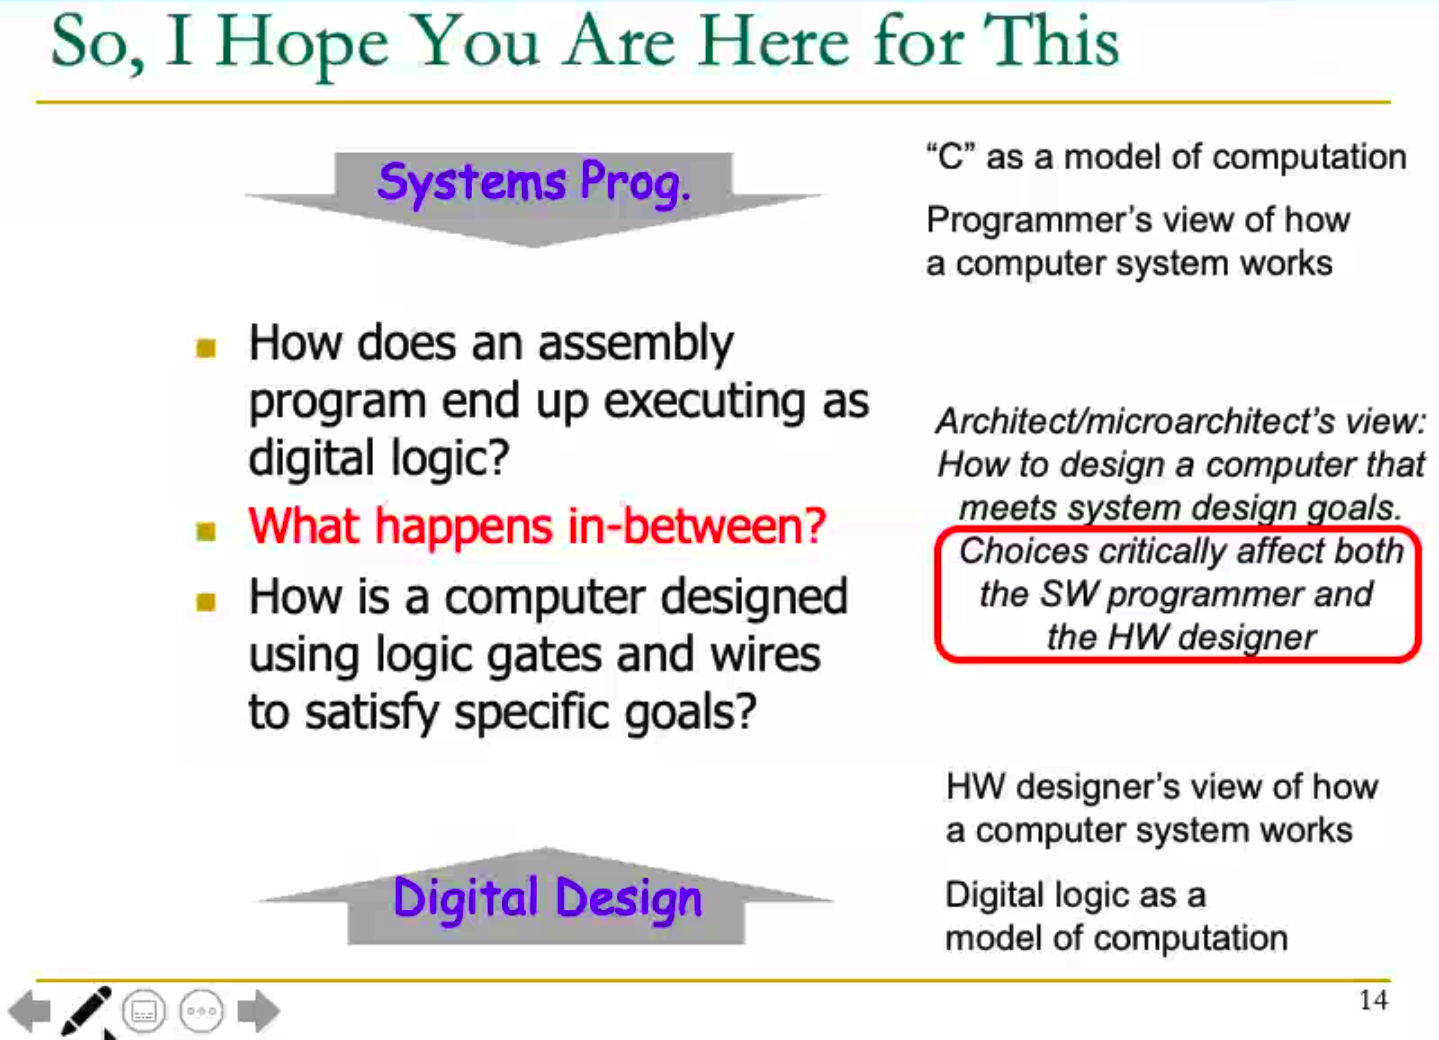 So, I Hope You Are Here for This
Systems Prog.
“C” as a model of computation
Programmer’s view of how
a computer system works
How does an assembly
program end up executing as
digital logic?
What happens in-between?
How is a computer designed
using logic gates and wires
to satisfy specific goals?
Architect/microarchitect’s view:
How to design a computer that
meets system design goals.
Choices critically affect both
the SW programmer and
the HW designer
HW designer’s view of how
a computer system works
Digital logic as a
model of computation
Digital Design
14